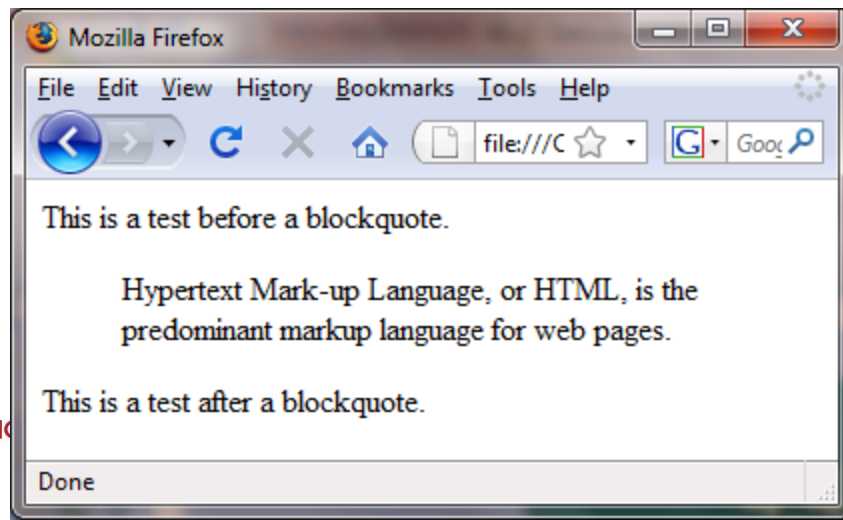 Mozilla Firefox
File Edit View History Bookmarks Tools Help
file:///C
G
This is a test before a blockquote.
Hypertext Mark-up Language, or HTML, is the
predominant markup language for web pages.
This is a test after a blockquote.
Done